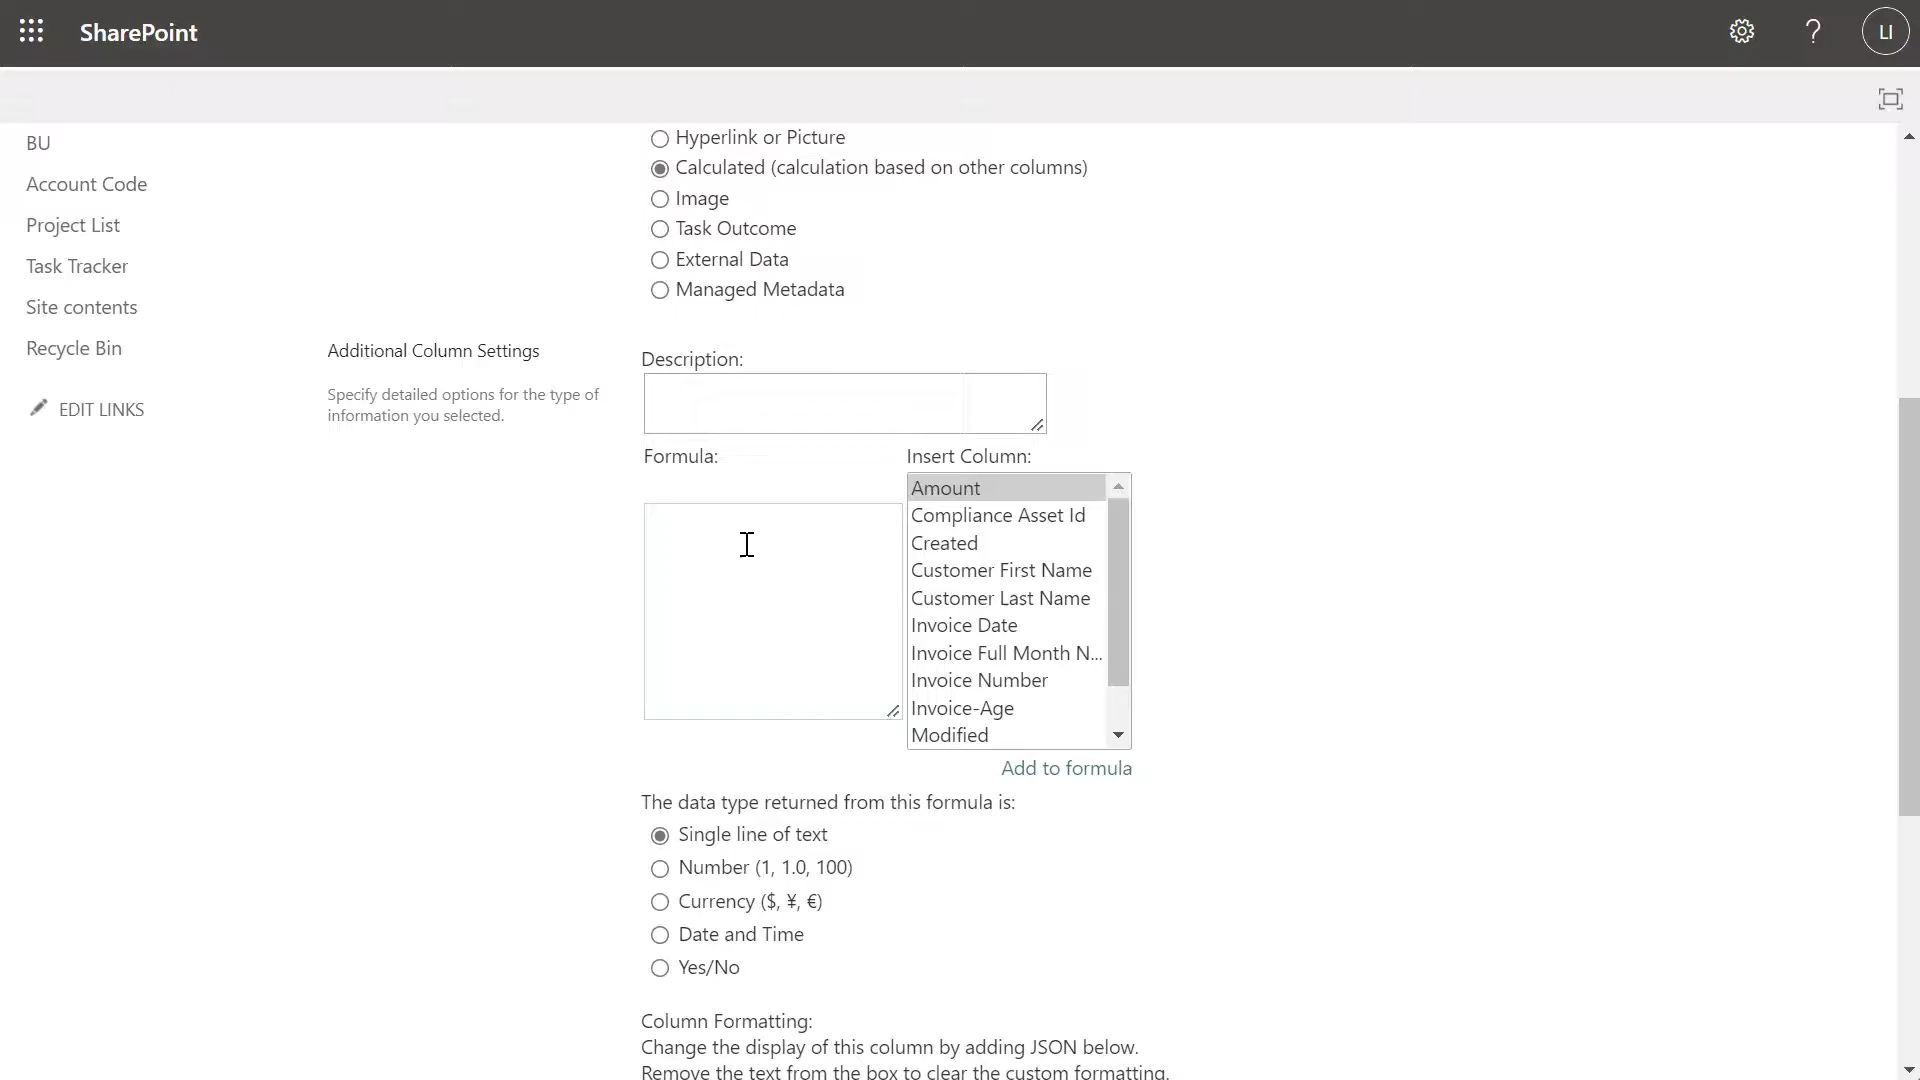 SharePoint
?
LI
BU
Account Code
Project List
Task Tracker
Site contents
Recycle Bin
EDIT LINKS
Hyperlink or Picture
Calculated (calculation based on other columns)
Image
Task Outcome
External Data
Managed Metadata
Additional Column Settings
Specify detailed options for the type of
information you selected.
Description:
Formula:
Insert Column:
Amount
Compliance Asset Id
Created
Customer First Name
Customer Last Name
Invoice Date
Invoice Full Month N...
Invoice Number
Invoice-Age
Modified
Add to formula
The data type returned from this formula is:
Single line of text
Number (1, 1.0, 100)
Currency ($, ¥, €)
Date and Time
Yes/No
Column Formatting:
Change the display of this column by adding JSON below.
Remove the text from the box to clear the custom formatting.